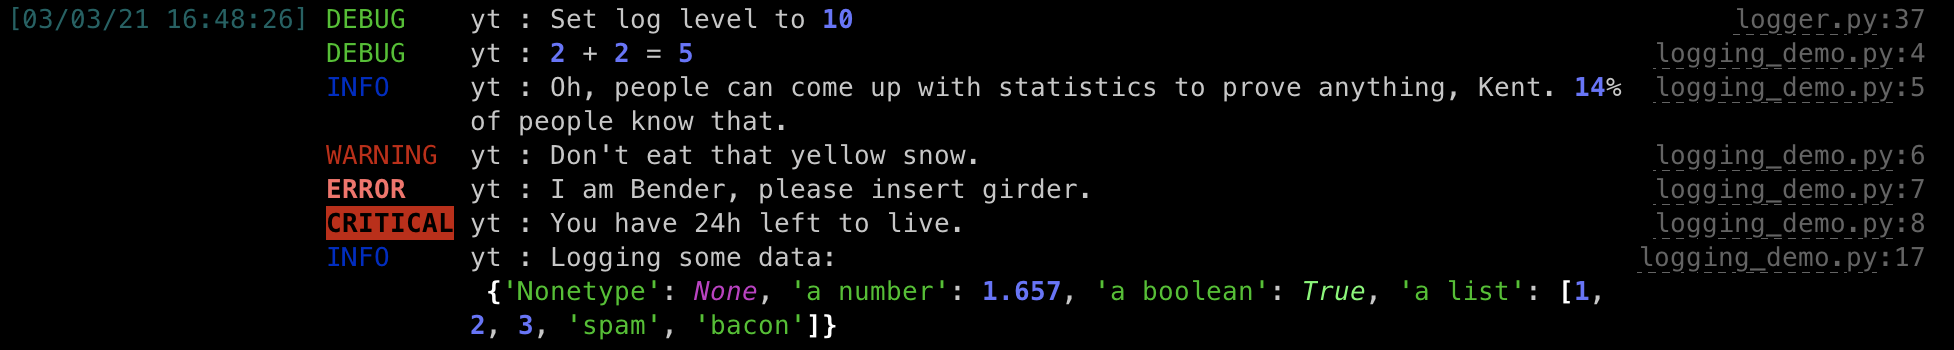 [03/03/21 16:48:26] DEBUG yt : Set log level to 10 logger.py:37
DEBUG yt : 2 + 2 = 5 logging_demo.py:4
INFO yt : Oh, people can come up with statistics to prove anything, Kent. 14% logging_demo.py:5
of people know that.
WARNING yt : Don't eat that yellow snow. logging_demo.py:6
ERROR yt : I am Bender, please insert girder. logging_demo.py:7
CRITICAL yt : You have 24h left to live. logging_demo.py:8
INFO yt : Logging some data: logging_demo.py:17
{'Nonetype': None, 'a number': 1.657, 'a boolean': True, 'a list': [1,
2, 3, 'spam', 'bacon']}